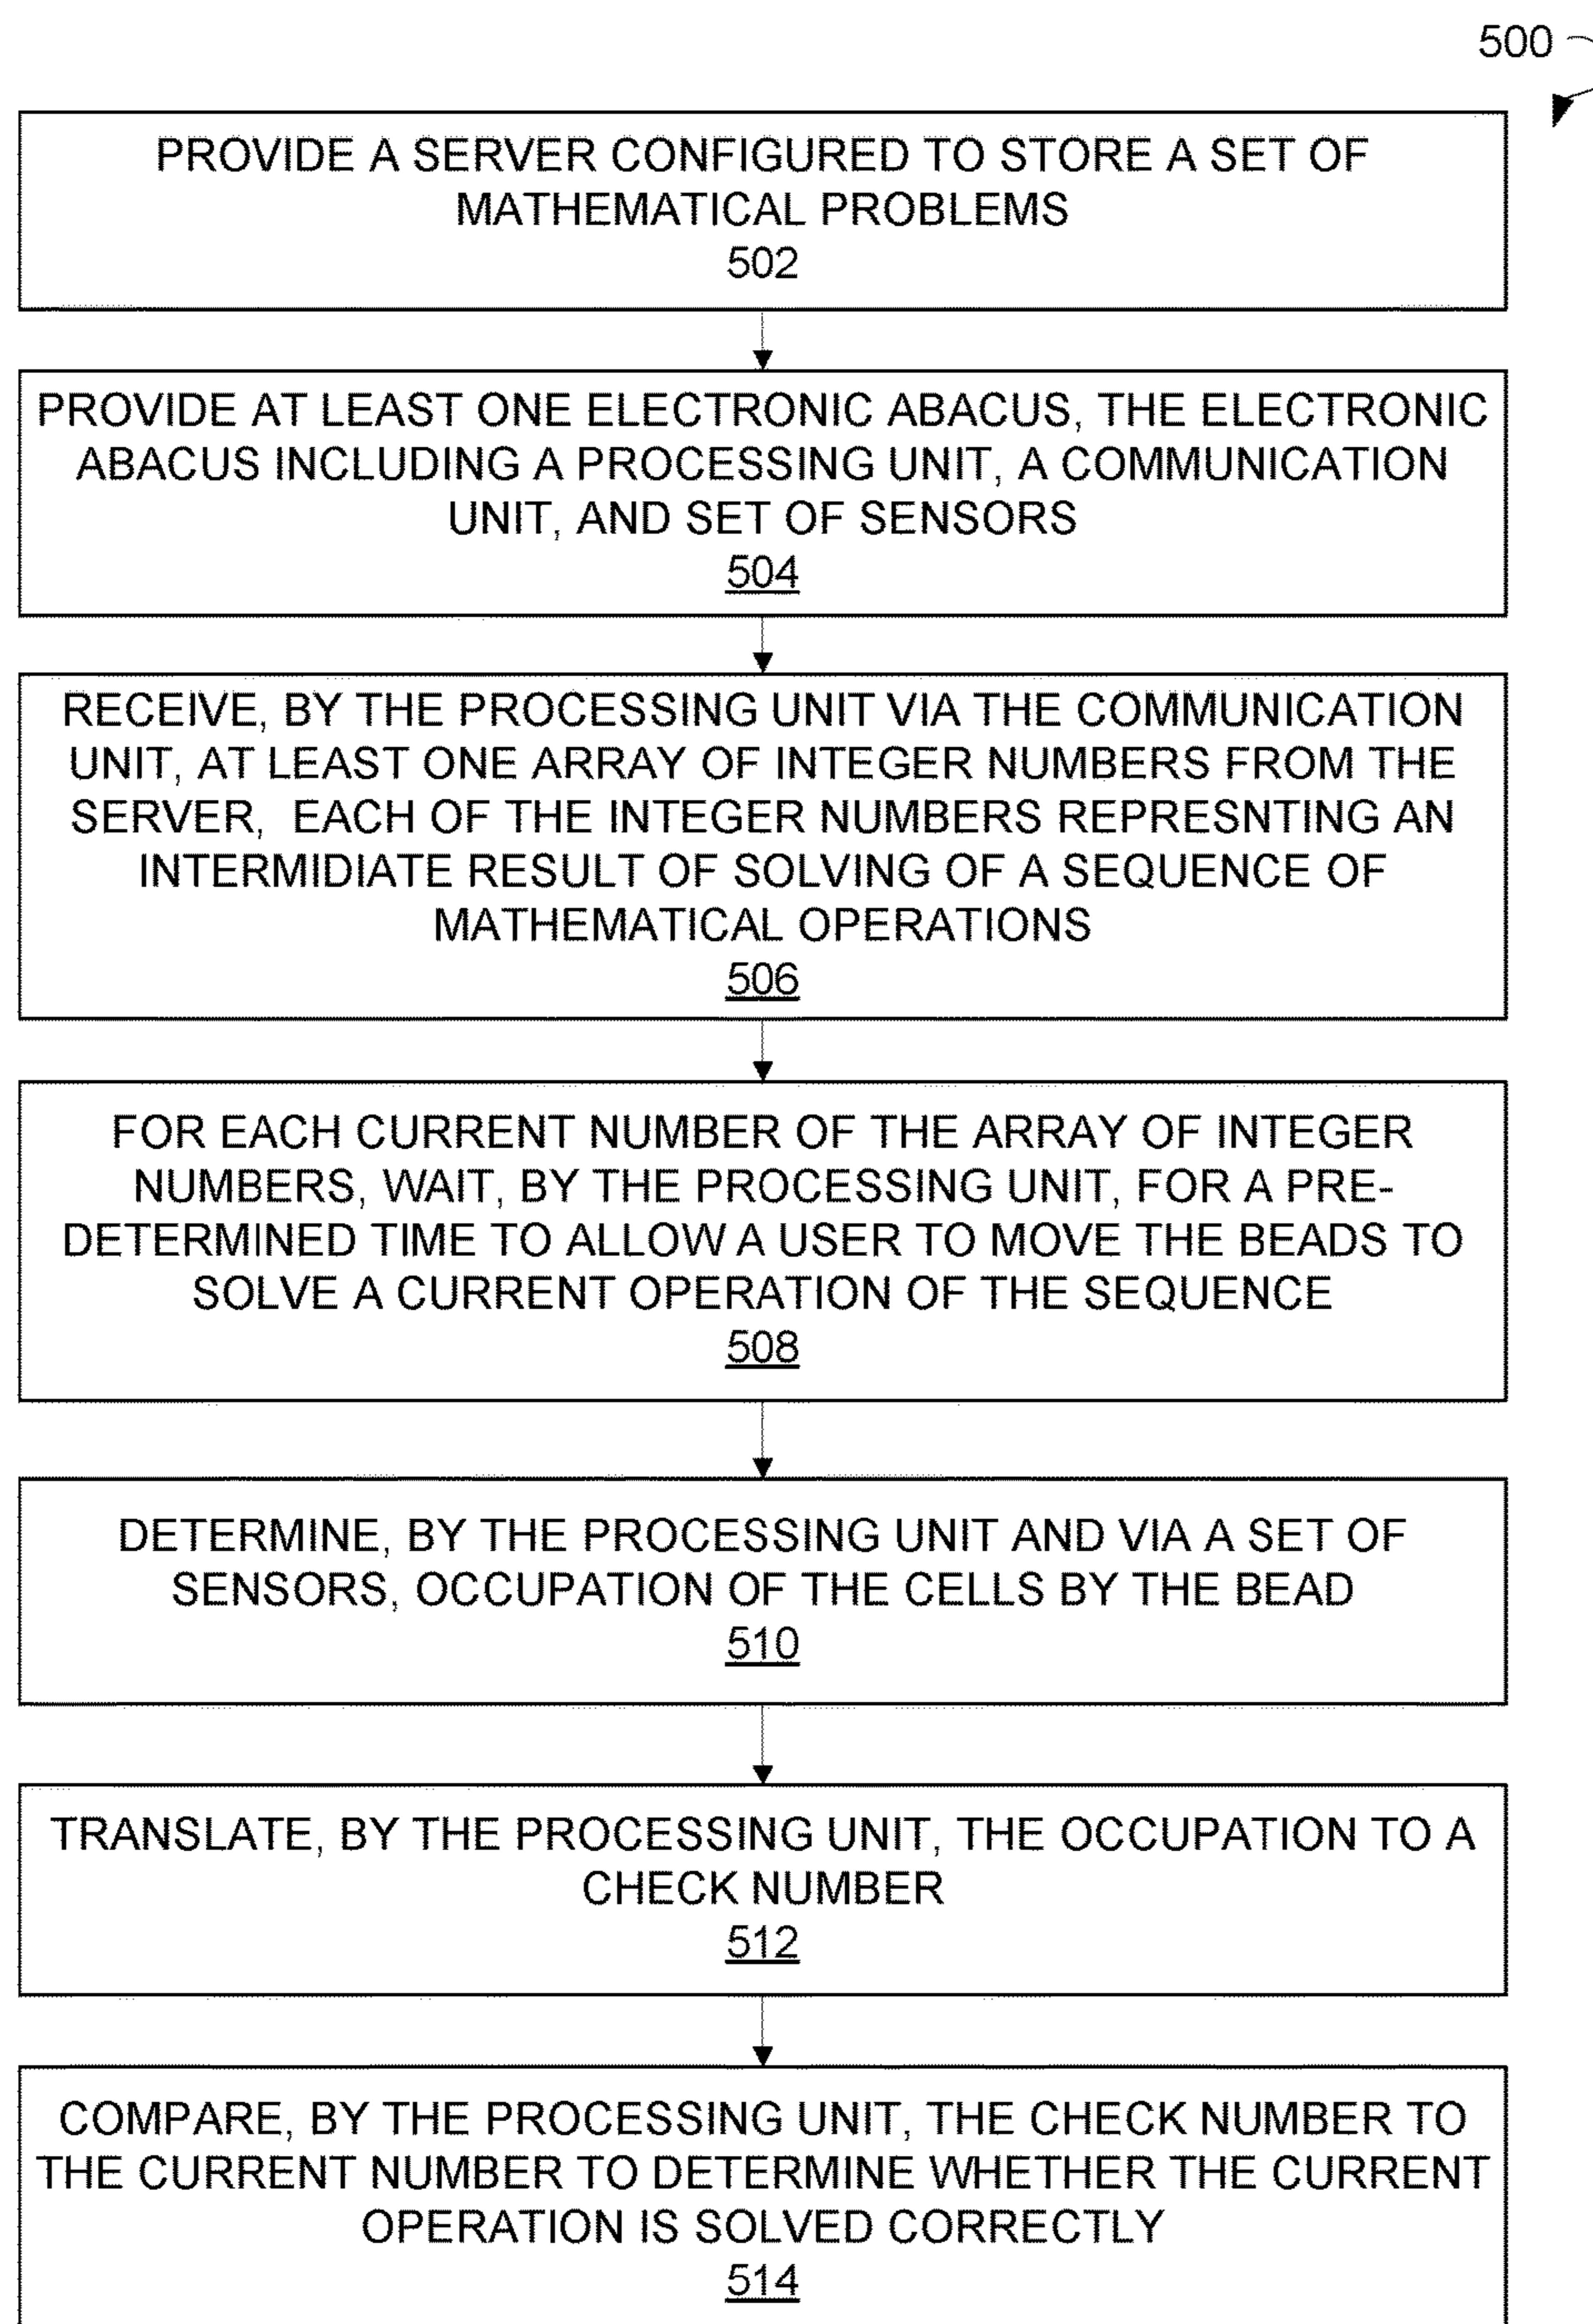 500
PROVIDE A SERVER CONFIGURED TO STORE A SET OF
MATHEMATICAL PROBLEMS
502
PROVIDE AT LEAST ONE ELECTRONIC ABACUS, THE ELECTRONIC
ABACUS INCLUDING A PROCESSING UNIT, A COMMUNICATION
UNIT, AND SET OF SENSORS
504
RECEIVE, BY THE PROCESSING UNIT VIA THE COMMUNICATION
UNIT, AT LEAST ONE ARRAY OF INTEGER NUMBERS FROM THE
SERVER, EACH OF THE INTEGER NUMBERS REPRESNTING AN
INTERMIDIATE RESULT OF SOLVING OF A SEQUENCE OF
MATHEMATICAL OPERATIONS
506
FOR EACH CURRENT NUMBER OF THE ARRAY OF INTEGER
NUMBERS, WAIT, BY THE PROCESSING UNIT, FOR A PRE-
DETERMINED TIME TO ALLOW A USER TO MOVE THE BEADS TO
SOLVE A CURRENT OPERATION OF THE SEQUENCE
508
DETERMINE, BY THE PROCESSING UNIT AND VIA A SET OF
SENSORS, OCCUPATION OF THE CELLS BY THE BEAD
510
TRANSLATE, BY THE PROCESSING UNIT, THE OCCUPATION TO A
CHECK NUMBER
512
COMPARE, BY THE PROCESSING UNIT, THE CHECK NUMBER TO
THE CURRENT NUMBER TO DETERMINE WHETHER THE CURRENT
OPERATION IS SOLVED CORRECTLY
514